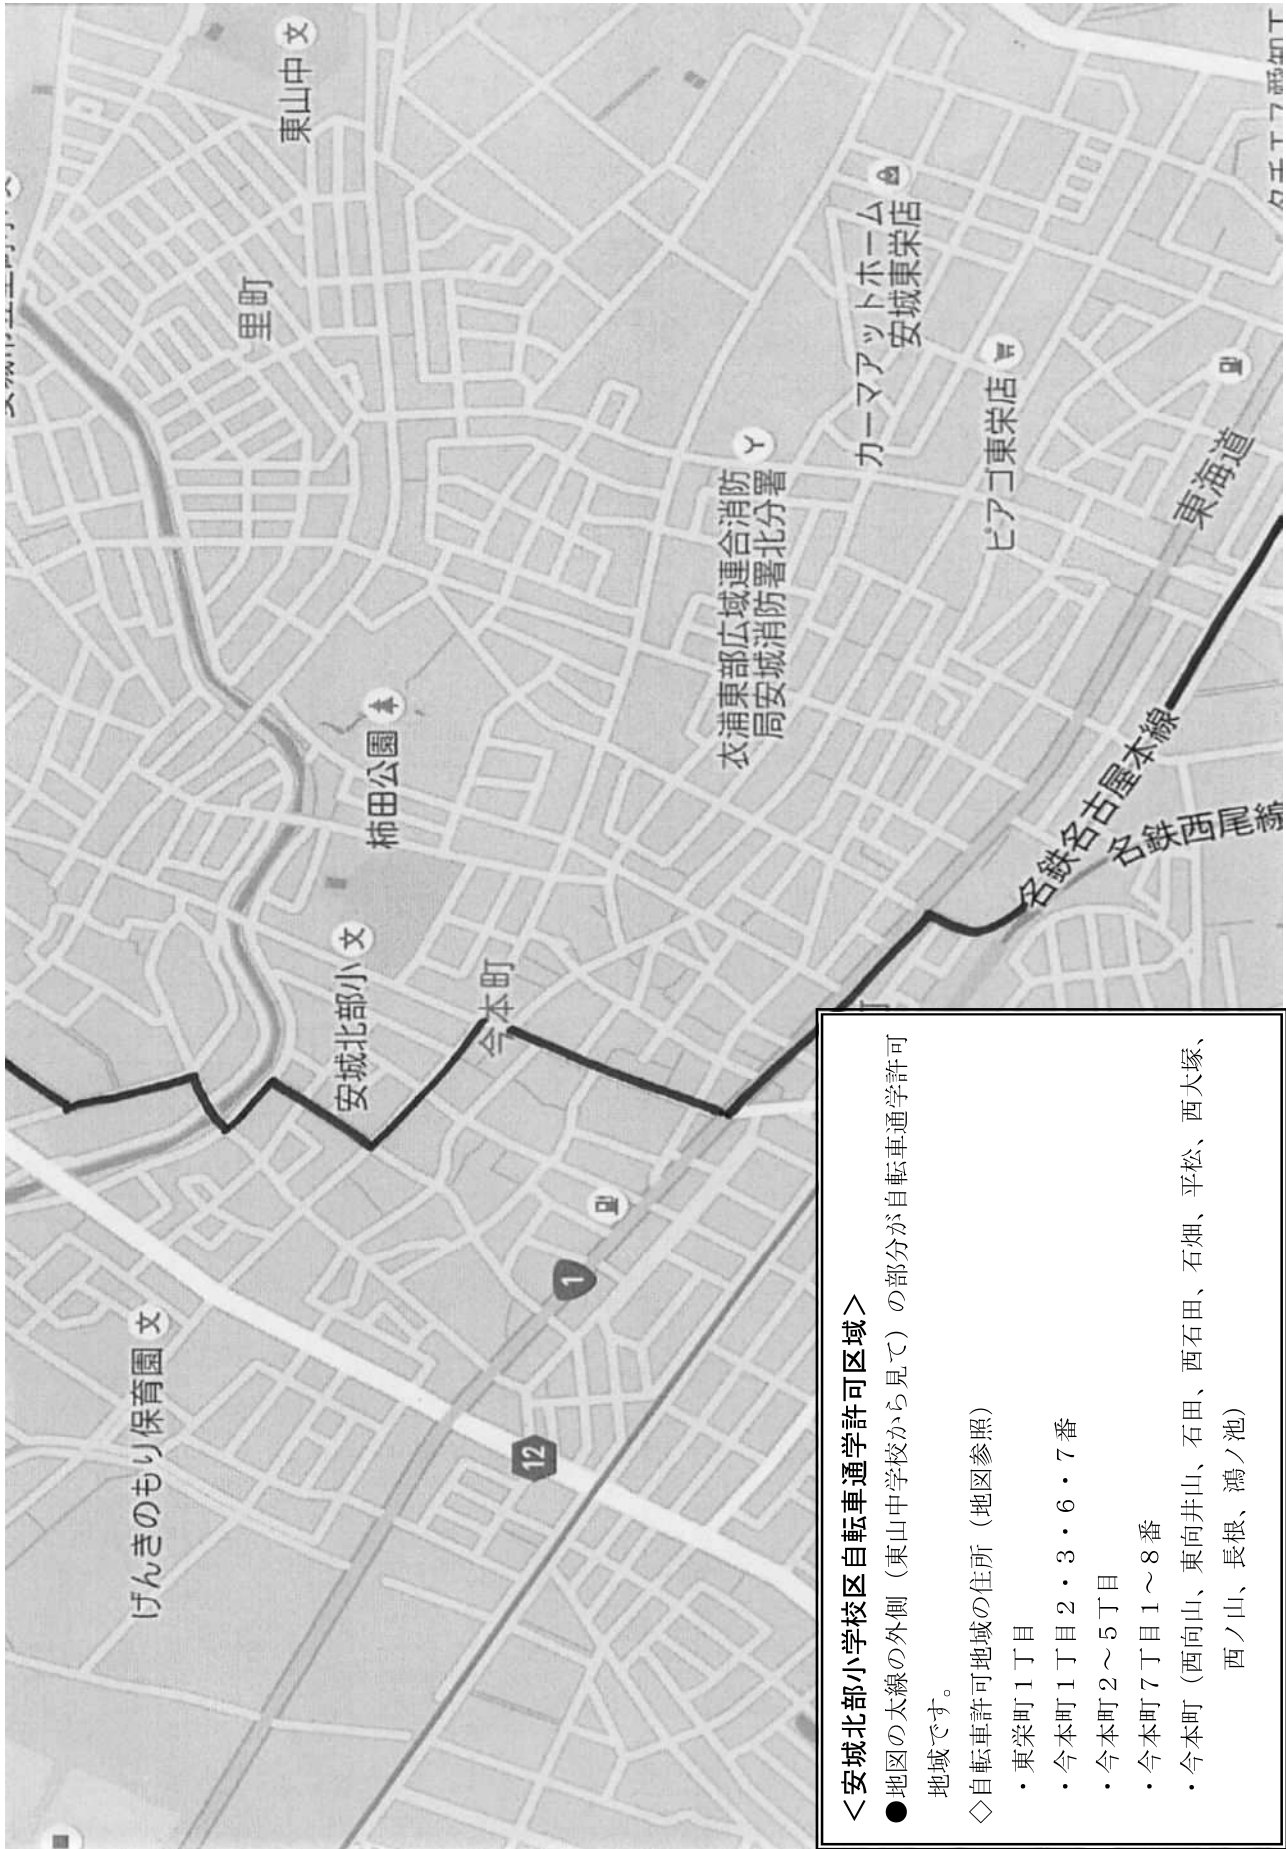 東山中
里町
カーマアットホーム
安城東栄店
ピアゴ東栄店
衣浦東部広域連合消防
局安城消防署北分署
東海道
柿田公園
名鉄名古屋本線
名鉄西尾線
安城北部小
今本町
1
12
げんきのもり保育園
＜安城北部小学校区自転車通学許可区域＞
●地図の太線の外側（東山中学校から見て）の部分が自転車通学許可
地域です。
◇自転車許可地域の住所（地図参照）
・東栄町１丁目
・今本町１丁目２・３・６・７番
・今本町２～５丁目
・今本町７丁目１～８番
・今本町（西向山、東向井山、石田、西石田、石畑、平松、西大塚、
西ノ山、長根、鴻ノ池）